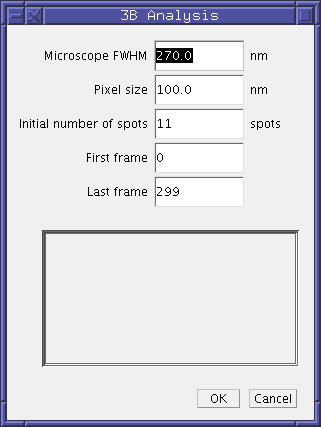 3B Analysis
Microscope FWHM 270.0 nm
Pixel size 100.0 nm
Initial number of spots 11 spots
First frame 0
Last frame 299
OK Cancel